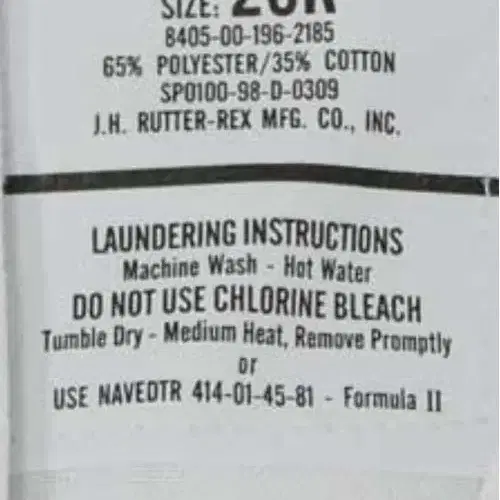 SIZE: 20R
8405-00-196-2185
65% POLYESTER/35% COTTON
SP0100-98-D-0309
J.H. RUTTER-REX MFG. CO., INC.
LAUNDERING INSTRUCTIONS
Machine Wash - Hot Water
DO NOT USE CHLORINE BLEACH
Tumble Dry - Medium Heat, Remove Promptly
or
USE NAVEDTR 414-01-45-81 - Formula II